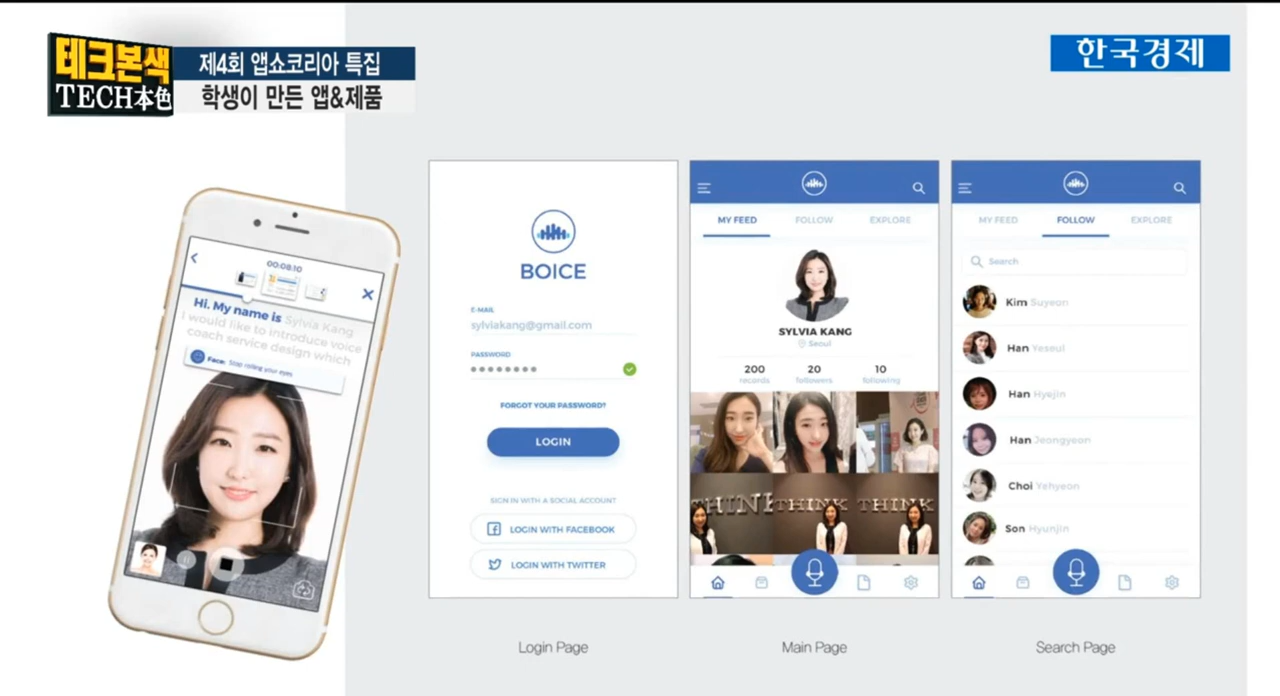 테크본색
TECH本色
제4회 앱쇼코리아 특집
학생이 만든 앱&제품
한국경제
00:08:10
Hi. My name is Sylvia Kang
I would like to introduce voice
coach service design which
Face: Stop rolling your eyes
BOICE
E-MAIL
sylviakang@gmail.com
PASSWORD
FORGOT YOUR PASSWORD?
LOGIN
SIGN IN WITH A SOCIAL ACCOUNT
LOGIN WITH FACEBOOK
LOGIN WITH TWITTER
Login Page
MY FEED FOLLOW EXPLORE
SYLVIA KANG
Seoul
200 20 10
records followers following
THINK THINK THINK
Main Page
MY FEED FOLLOW EXPLORE
Search
Kim Suyeon
Han Yeseul
Han Hyejin
Han Jeongyeon
Choi Yehyeon
Son Hyunjin
Search Page